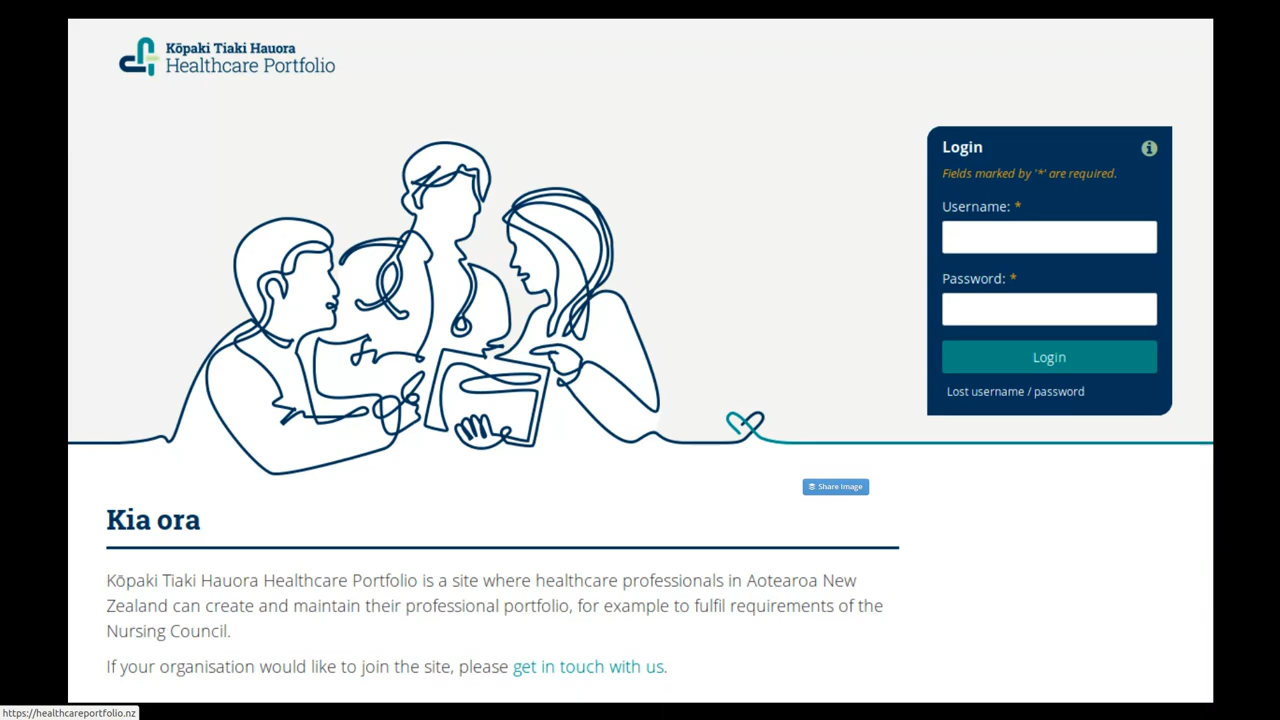 Kōpaki Tiaki Hauora
Healthcare Portfolio
Login
Fields marked by '*' are required.
Username: *
Password: *
Login
Lost username / password
Share Image
Kia ora
Kōpaki Tiaki Hauora Healthcare Portfolio is a site where healthcare professionals in Aotearoa New
Zealand can create and maintain their professional portfolio, for example to fulfil requirements of the
Nursing Council.
If your organisation would like to join the site, please get in touch with us.
https://healthcareportfolio.nz